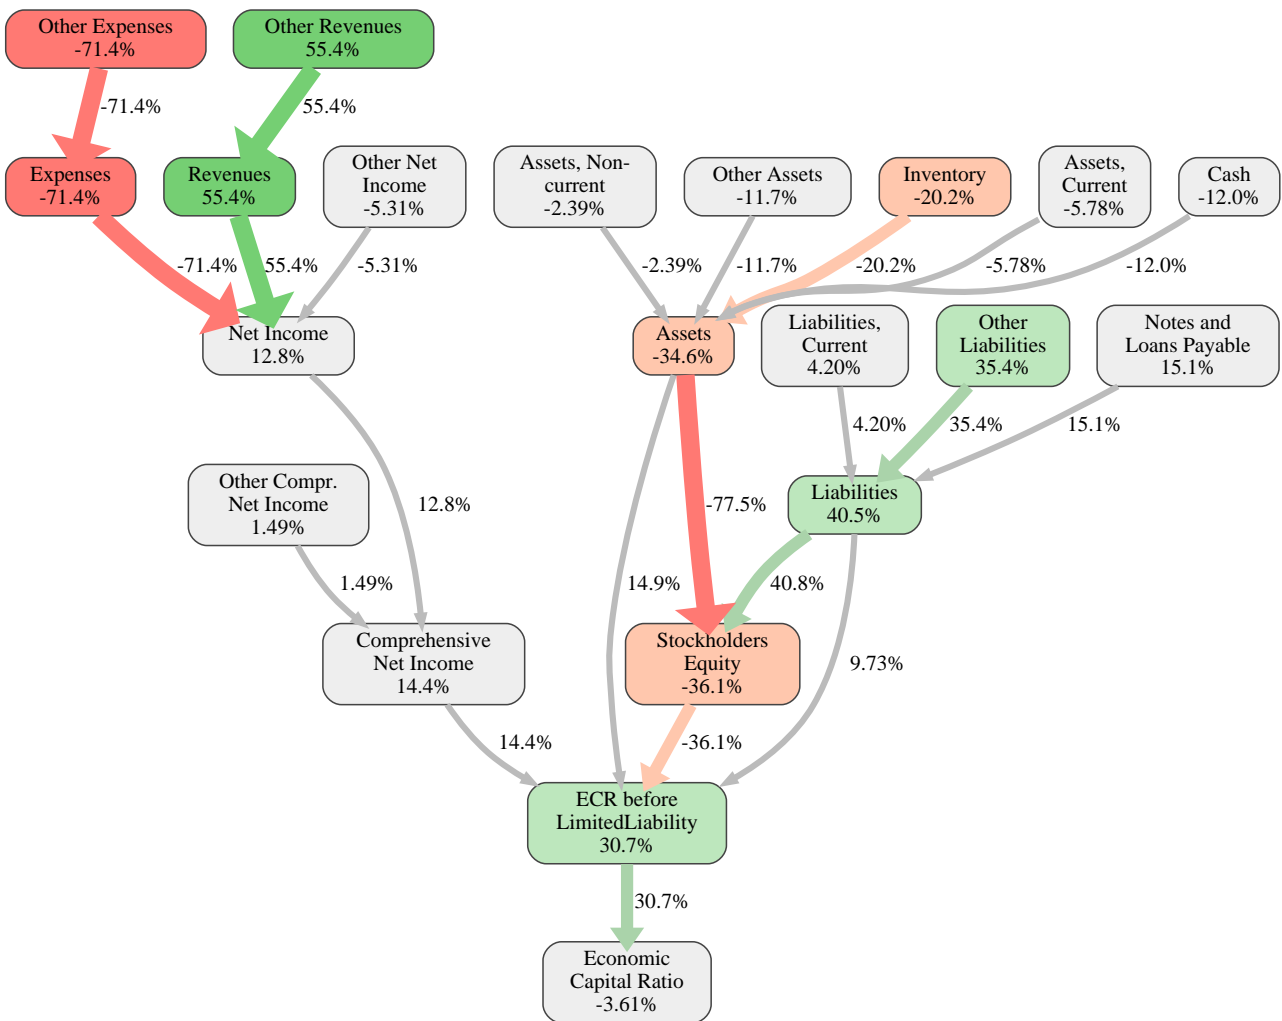 Other Expenses
-71.4%
Other Revenues
55.4%
-71.4%
55.4%
Expenses
-71.4%
Revenues
55.4%
Other Net
Income
-5.31%
Assets, Non-
current
-2.39%
Other Assets
-11.7%
Inventory
-20.2%
Assets,
Current
-5.78%
Cash
-12.0%
-71.4%
55.4%
-5.31%
-2.39%
-11.7%
-20.2%
-5.78%
-12.0%
Net Income
12.8%
Assets
-34.6%
Liabilities,
Current
4.20%
Other
Liabilities
35.4%
Notes and
Loans Payable
15.1%
4.20%
35.4%
15.1%
Other Compr.
Net Income
1.49%
12.8%
-77.5%
Liabilities
40.5%
1.49%
14.9%
40.8%
Comprehensive
Net Income
14.4%
Stockholders
Equity
-36.1%
9.73%
14.4%
-36.1%
ECR before
LimitedLiability
30.7%
30.7%
Economic
Capital Ratio
-3.61%